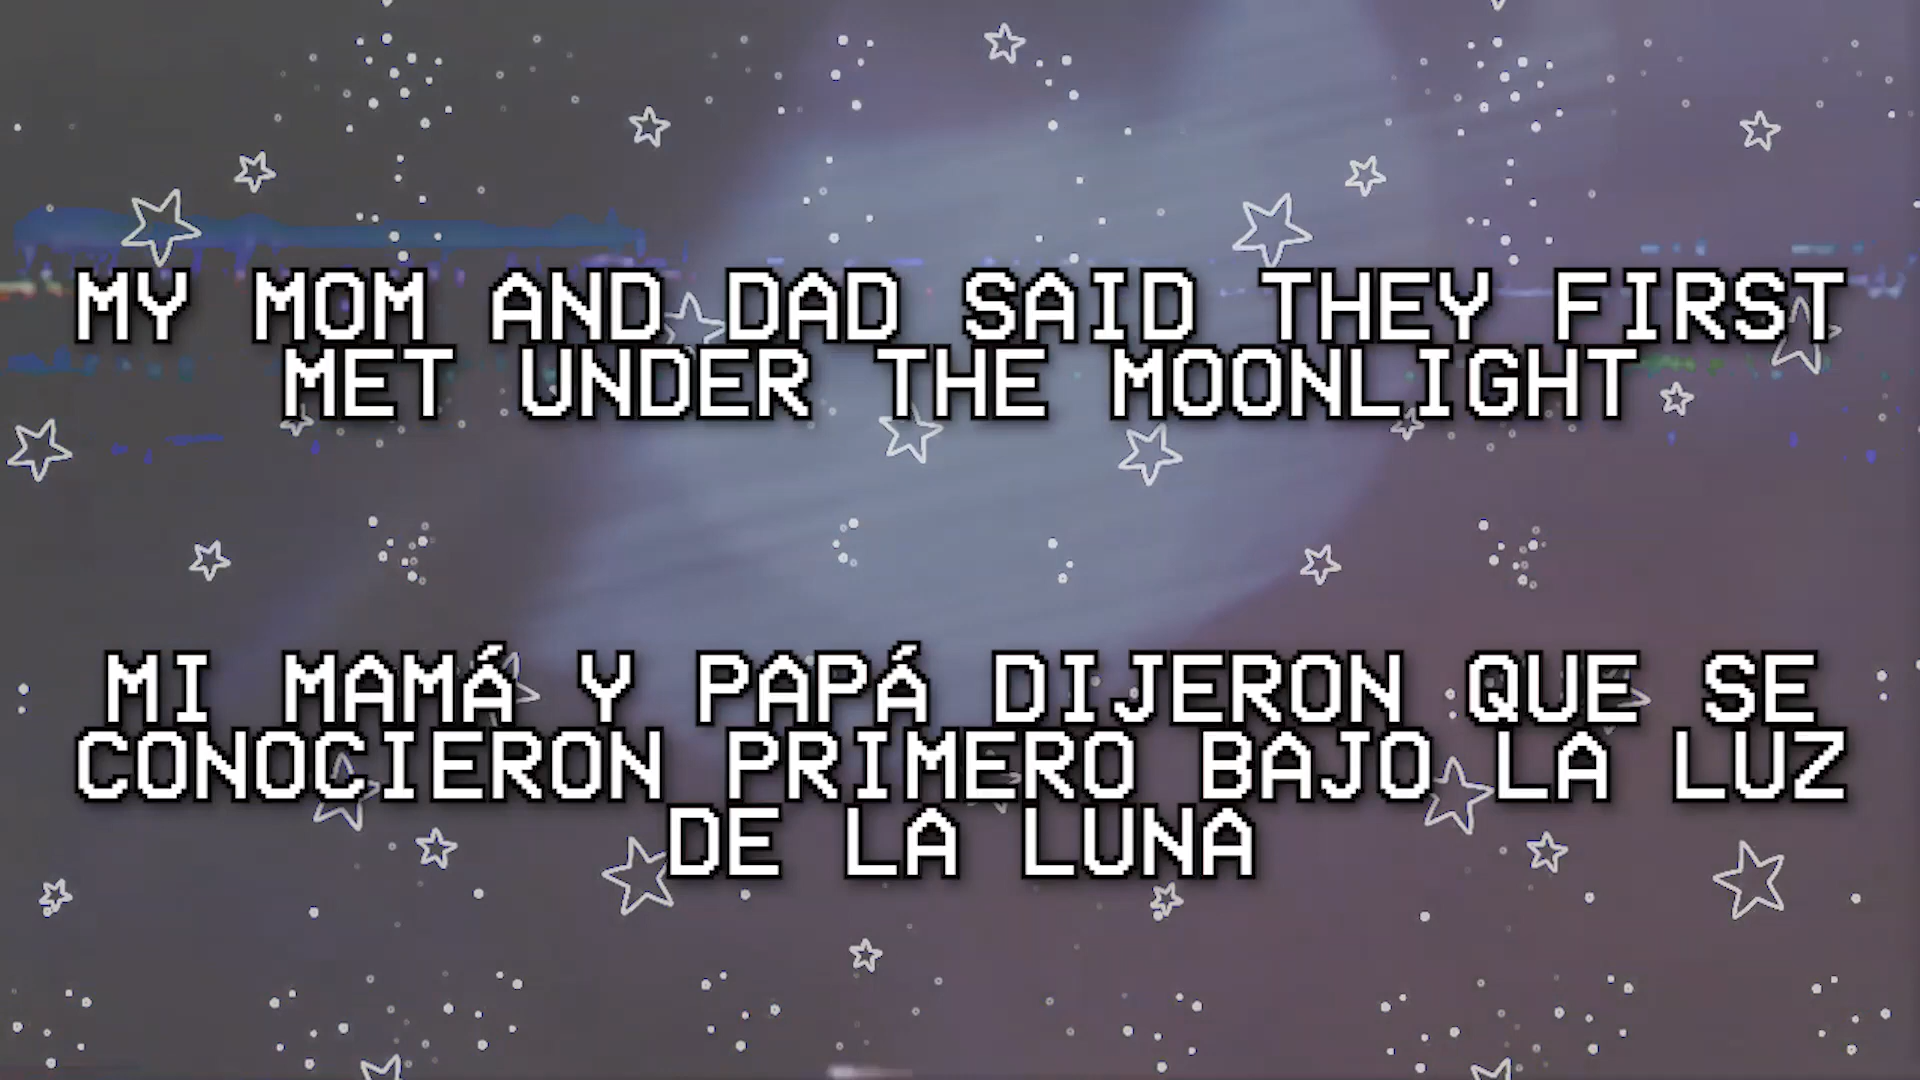 MY MOM AND DAD SAID THEY FIRST
MET UNDER THE MOONLIGHT
MI MAMÁ Y PAPÁ DIJERON QUE SE
CONOCIERON PRIMERO BAJO LA LUZ
DE LA LUNA